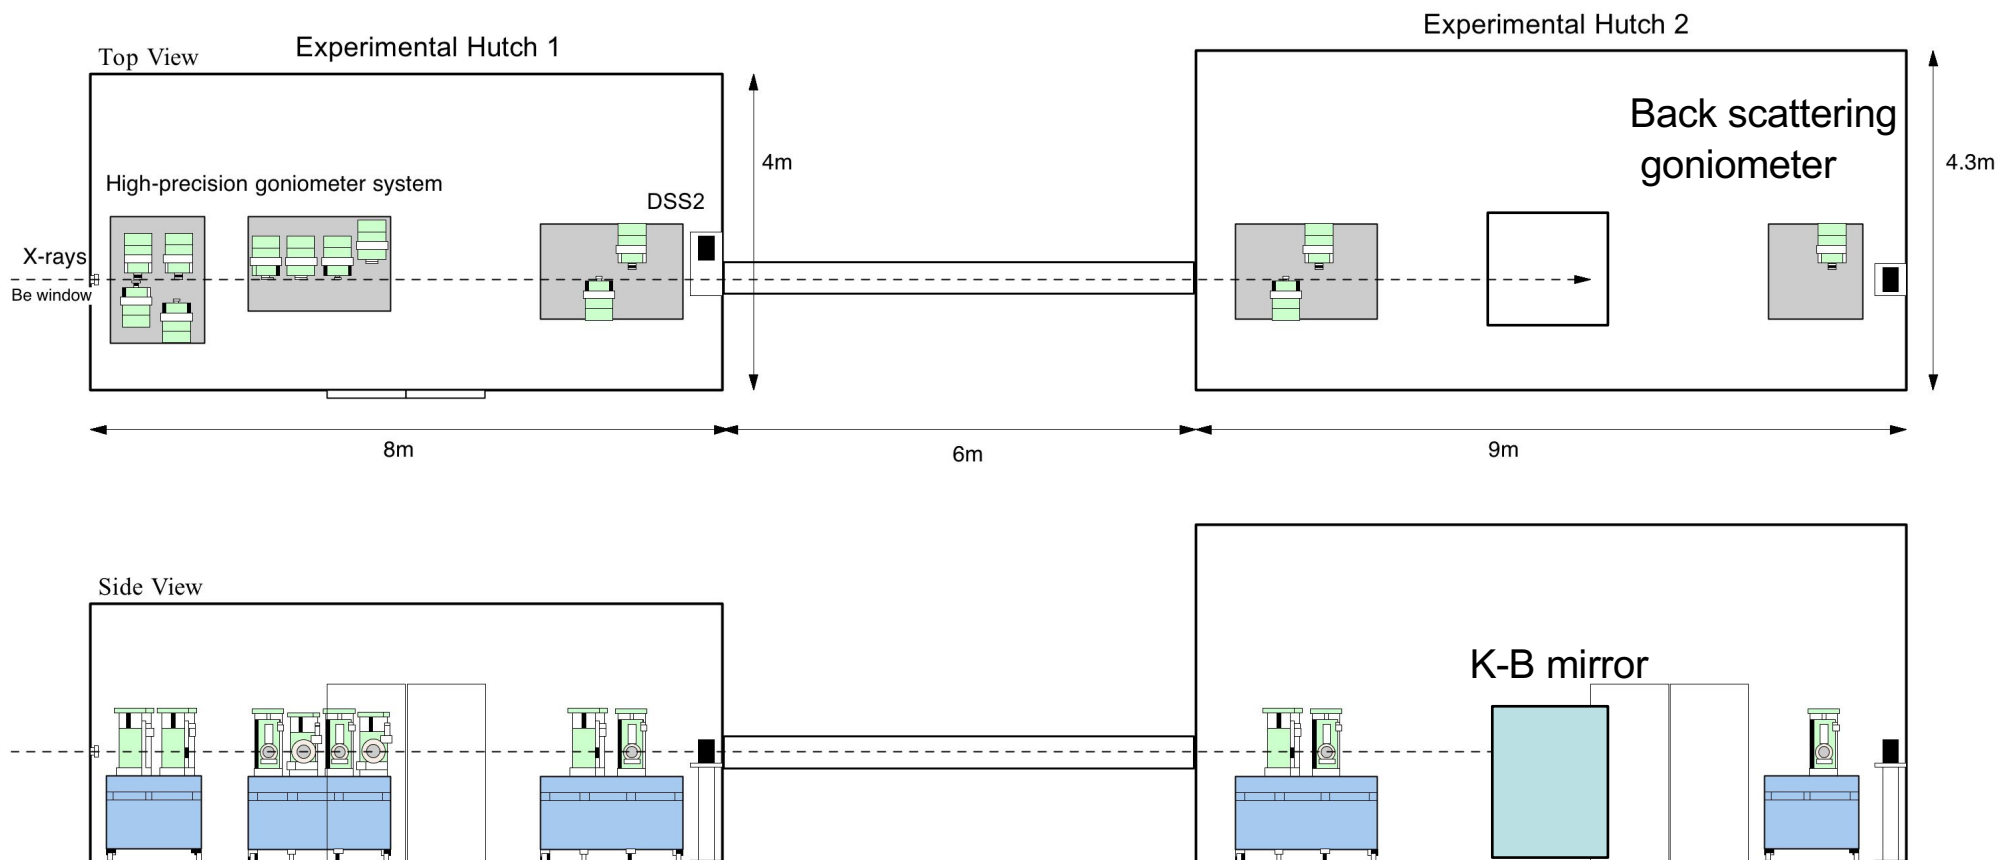 Experimental Hutch 2
Experimental Hutch 1
Top View
Back scattering
goniometer
4m
4.3m
High-precision goniometer system
DSS2
X-rays
Be window
8m
6m
9m
Side View
K-B mirror